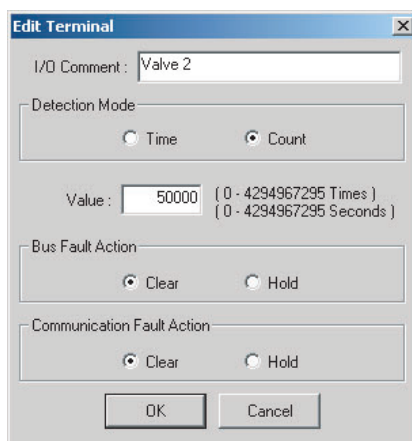 Edit Terminal
I/O Comment : Valve 2
Detection Mode
Time Count
Value : 50000 ( 0 - 4294967295 Times )
( 0 - 4294967295 Seconds )
Bus Fault Action
Clear Hold
Communication Fault Action
Clear Hold
OK Cancel